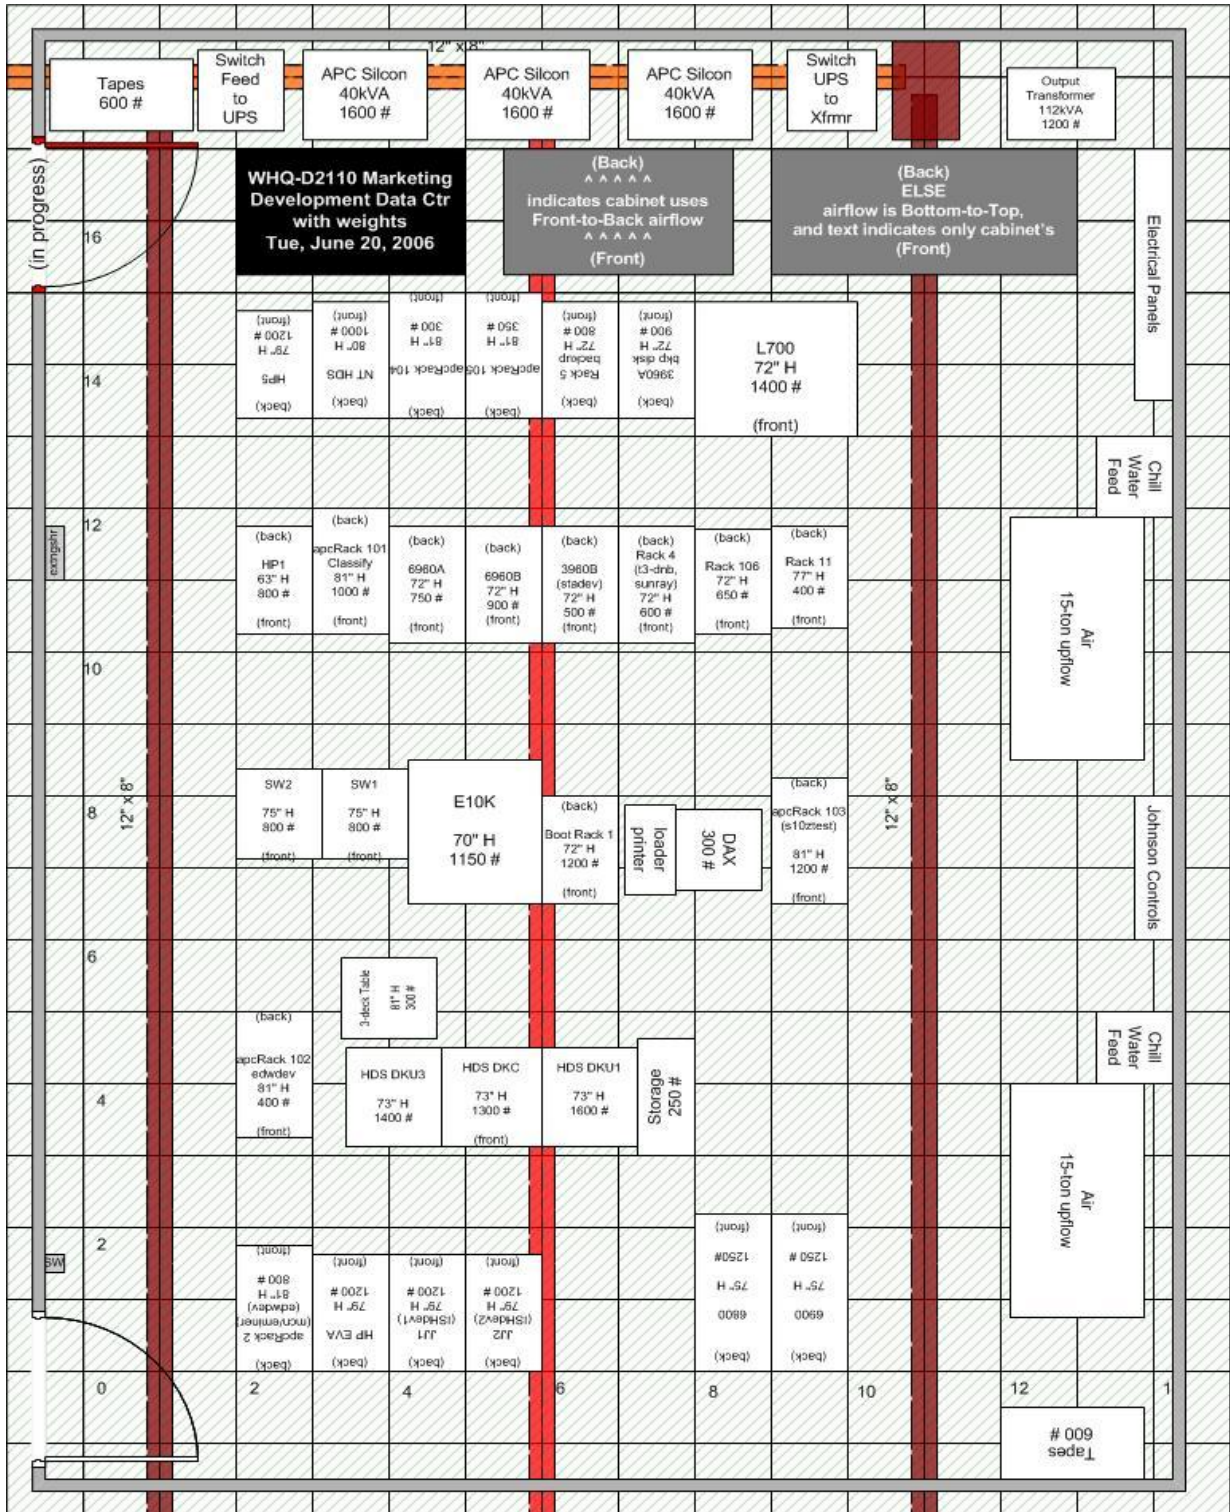 12" x 8"
Tapes
600 #
Switch
Feed
to
UPS
APC Silcon
40kVA
1600 #
APC Silcon
40kVA
1600 #
APC Silcon
40kVA
1600 #
Switch
UPS
to
Xfrmr
Output
Transformer
112kVA
1200 #
(in progress)
WHQ-D2110 Marketing
Development Data Ctr
with weights
Tue, June 20, 2006
(Back)
^ ^ ^ ^ ^
indicates cabinet uses
Front-to-Back airflow
^ ^ ^ ^ ^
(Front)
(Back)
ELSE
airflow is Bottom-to-Top,
and text indicates only cabinet's
(Front)
Electrical Panels
16
(back)
HP5
79" H
1200 #
(front)
(back)
NT HDS
80" H
1000 #
(front)
(back)
apcRack 104
81" H
300 #
(front)
(back)
apcRack 105
81" H
350 #
(front)
(back)
Rack 5
backup
72" H
800 #
(front)
(back)
3960A
bkp disk
72" H
900 #
(front)
L700
72" H
1400 #
(front)
14
Chill
Water
Feed
12
exrngshr
(back)
HP1
63" H
800 #
(front)
(back)
apcRack 101
Classify
81" H
1000 #
(front)
(back)
6960A
72" H
750 #
(front)
(back)
6960B
72" H
900 #
(front)
(back)
3960B
(stadev)
72" H
500 #
(front)
(back)
Rack 4
(t3-dnb,
sunray)
72" H
600 #
(front)
(back)
Rack 106
72" H
650 #
(front)
(back)
Rack 11
77" H
400 #
(front)
Air
15-ton upflow
10
12" x 8"
8
SW2
75" H
800 #
(front)
SW1
75" H
800 #
(front)
E10K
70" H
1150 #
(back)
Boot Rack 1
72" H
1200 #
(front)
loader
printer
DAX
300 #
(back)
apcRack 103
(s10ztest)
81" H
1200 #
(front)
12" x 8"
Johnson Controls
6
3-deck Table
81" H
300 #
(back)
apcRack 102
edwdev
81" H
400 #
(front)
HDS DKU3
73" H
1400 #
HDS DKC
73" H
1300 #
(front)
HDS DKU1
73" H
1600 #
Storage
250 #
Chill
Water
Feed
4
Air
15-ton upflow
2
SW
(back)
apcRack 2
(mcn/eminer)
(edwdev)
81" H
800 #
(front)
(back)
HP EVA
79" H
1200 #
(front)
(back)
JJ1
(ISHdev1)
79" H
1200 #
(front)
(back)
JJ2
(ISHdev2)
79" H
1200 #
(front)
(back)
6800
75" H
1250#
(front)
(back)
6900
75" H
1250 #
(front)
0 2 4 6 8 10 12 1
Tapes
600 #